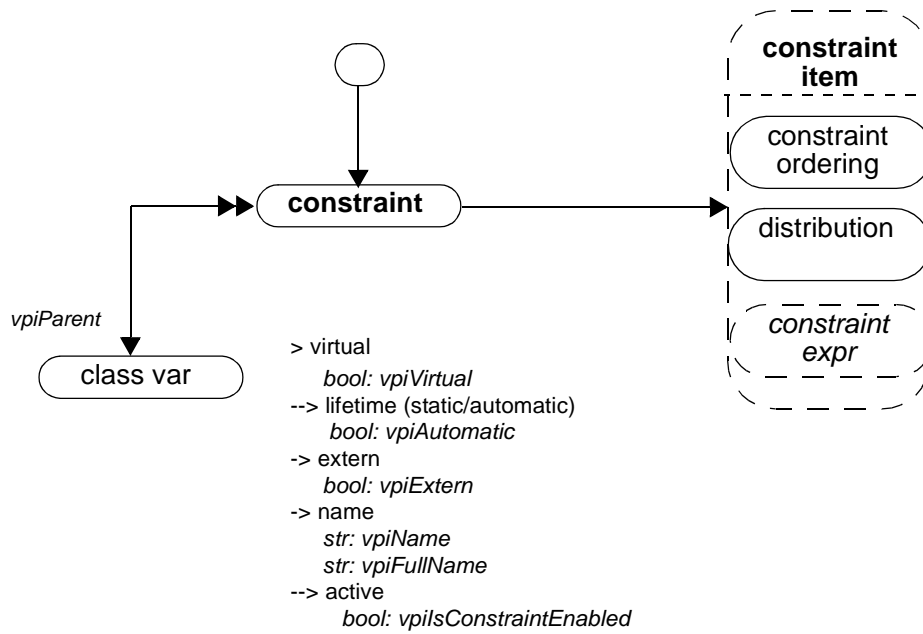 constraint
item
constraint
ordering
constraint
distribution
vpiParent
constraint
expr
class var
> virtual
bool: vpiVirtual
--> lifetime (static/automatic)
bool: vpiAutomatic
-> extern
bool: vpiExtern
-> name
str: vpiName
str: vpiFullName
--> active
bool: vpiIsConstraintEnabled